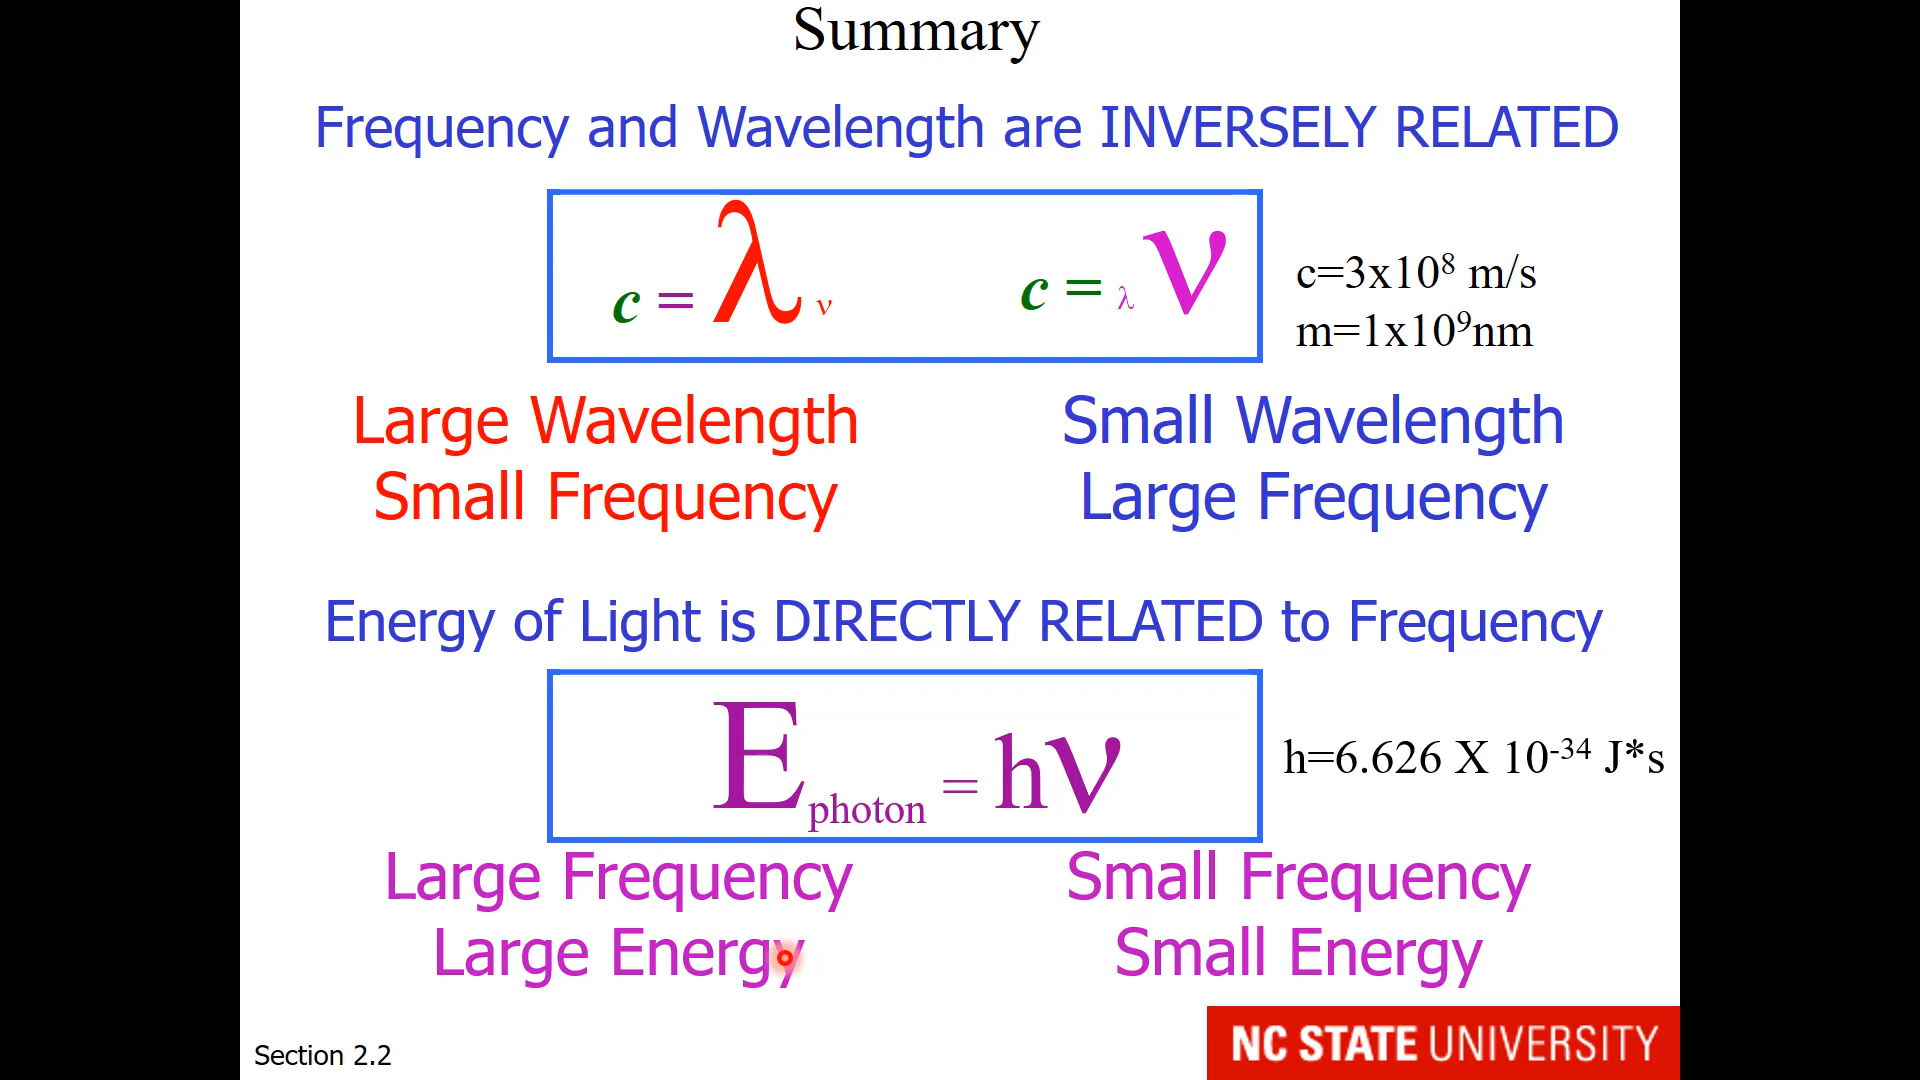 Summary
Frequency and Wavelength are INVERSELY RELATED
c = λ ν
c = λ ν
c=3x10⁸ m/s
m=1x10⁹nm
Large Wavelength
Small Frequency
Small Wavelength
Large Frequency
Energy of Light is DIRECTLY RELATED to Frequency
Ephoton = hν
h=6.626 X 10⁻³⁴ J*s
Large Frequency
Large Energy
Small Frequency
Small Energy
Section 2.2
NC STATE UNIVERSITY